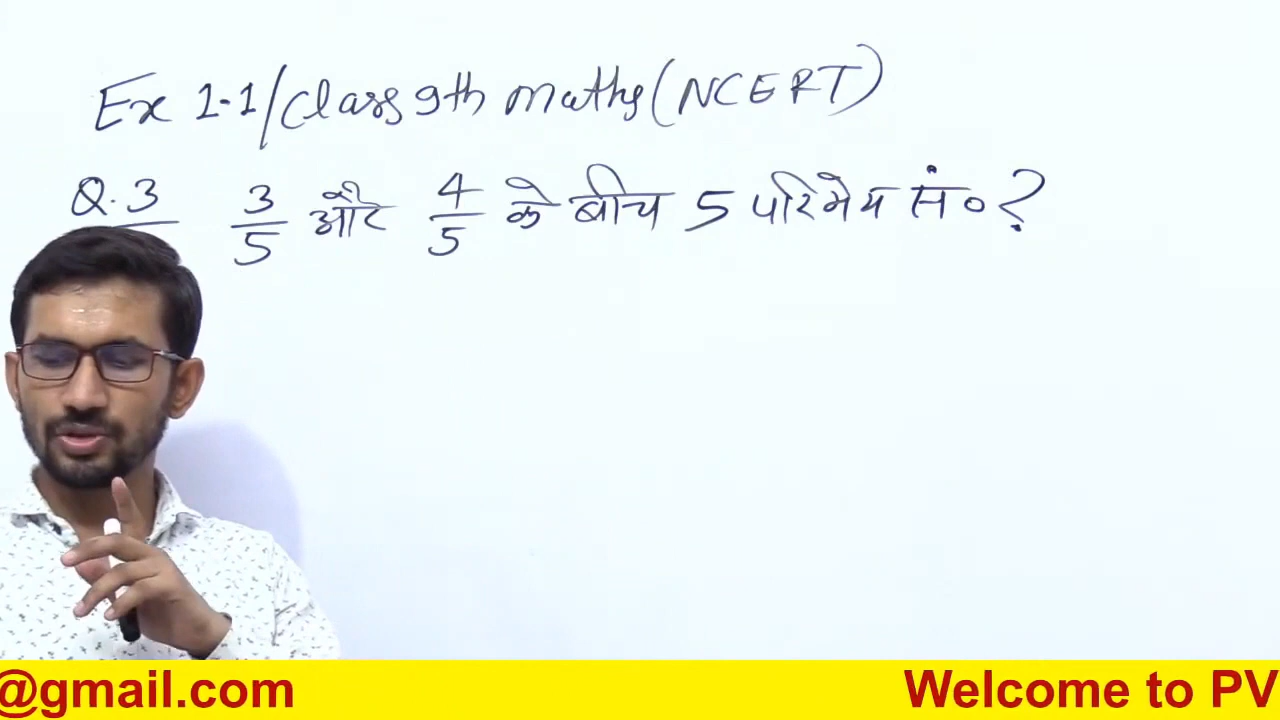 Ex 1.1/Class 9th maths (NCERT)
Q.3 3/5 और 4/5 के बीच 5 परिमेय सं० ?
@gmail.com
Welcome to PV